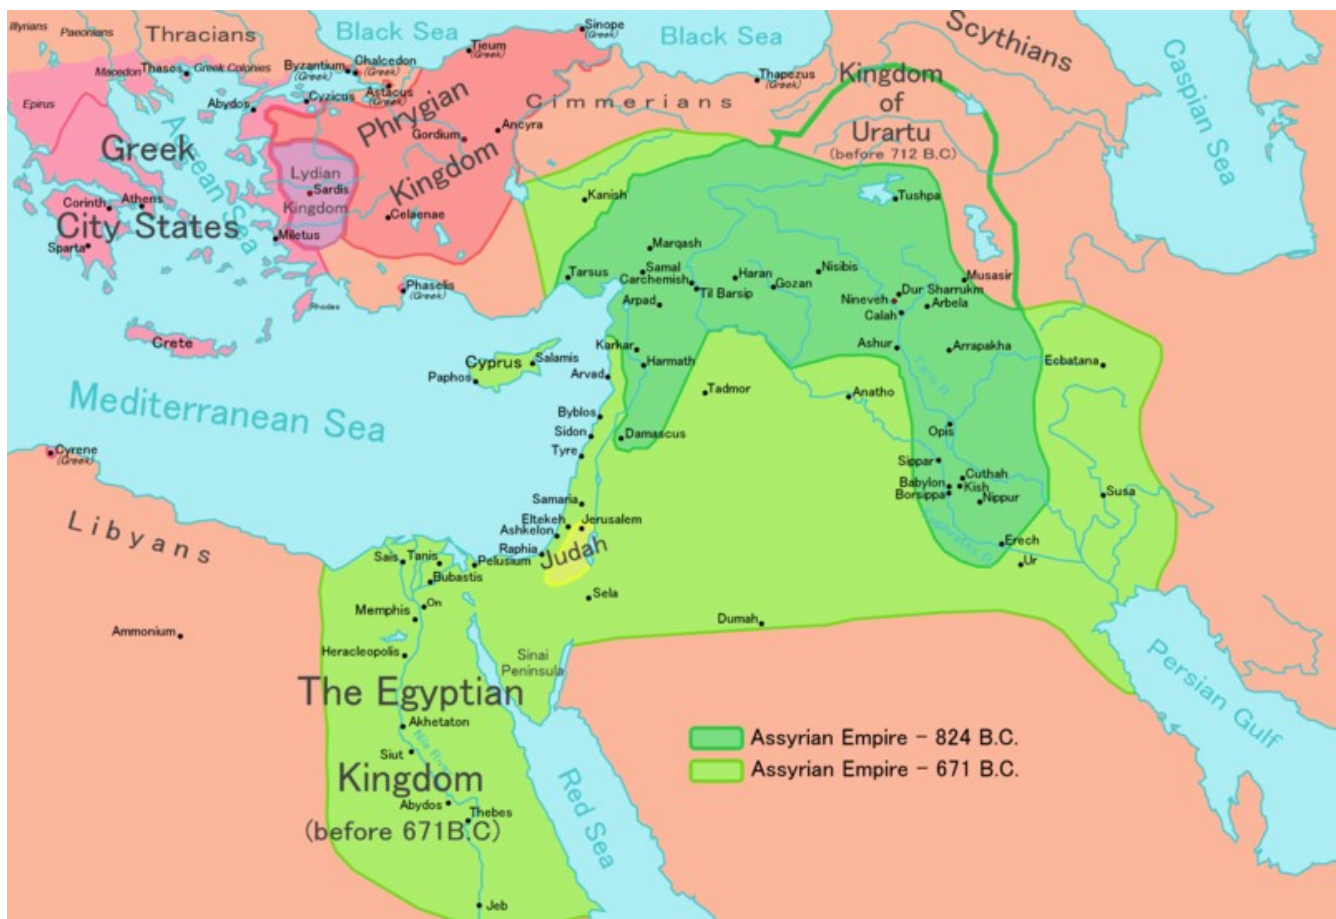 Illyrians
Paeonians
Thracians
Black Sea
Sinope
(Greek)
Black Sea
Scythians
Caspian Sea
Tieum
(Greek)
Macedon
Thasos
Greek Colonies
Byzantium
(Greek)
Chalcedon
(Greek)
Astacus
(Greek)
Thapezus
(Greek)
Kingdom
of
Urartu
(before 712 B.C)
Epirus
Abydos
Cyzicus
Phrygian
Kingdom
Cimmerians
Gordium
Ancyra
Greek
City States
Aegean Sea
Lydian
Kingdom
Sardis
Kanish
Tushpa
Corinth
Athens
Sparta
Celaenae
Miletus
Marqash
Samal
Carchemish
Til Barsip
Haran
Gozan
Nisibis
Musasir
Dur Sharrukm
Nineveh
Arbela
Calah
Tarsus
Phaselis
(Greek)
Rhodes
Arpad
Crete
Cyprus
Salamis
Paphos
Karkar
Harmath
Arvad
Ashur
Arrapakha
Ecbatana
Tigris R.
Mediterranean Sea
Tadmor
Anatho
Byblos
Sidon
Damascus
Tyre
Opis
Cyrene
(Greek)
Sippar
Cuthah
Babylon
Kish
Borsippa
Nippur
Susa
Samaria
Eltekeh
Jerusalem
Ashkelon
Raphia
Judah
Euphrates R.
Erech
Ur
Libyans
Sais
Tanis
Pelusium
Bubastis
On
Memphis
Sela
Dumah
Ammonium
Heracleopolis
Sinai
Peninsula
Persian Gulf
The Egyptian
Kingdom
(before 671B.C)
Akhetaton
Nile River
Siut
Abydos
Thebes
Red Sea
Jeb
Assyrian Empire - 824 B.C.
Assyrian Empire - 671 B.C.